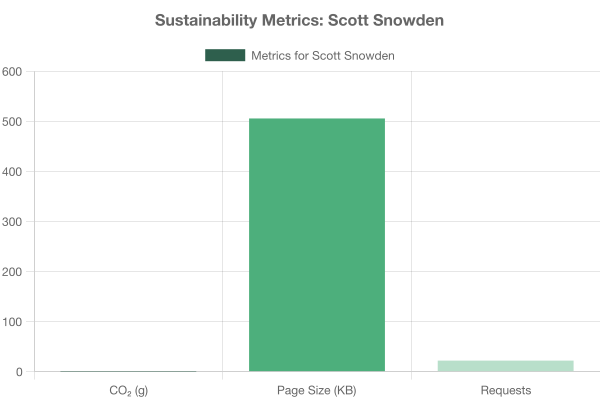 Sustainability Metrics: Scott Snowden
Metrics for Scott Snowden
600
500
400
300
200
100
0
CO₂ (g)
Page Size (KB)
Requests